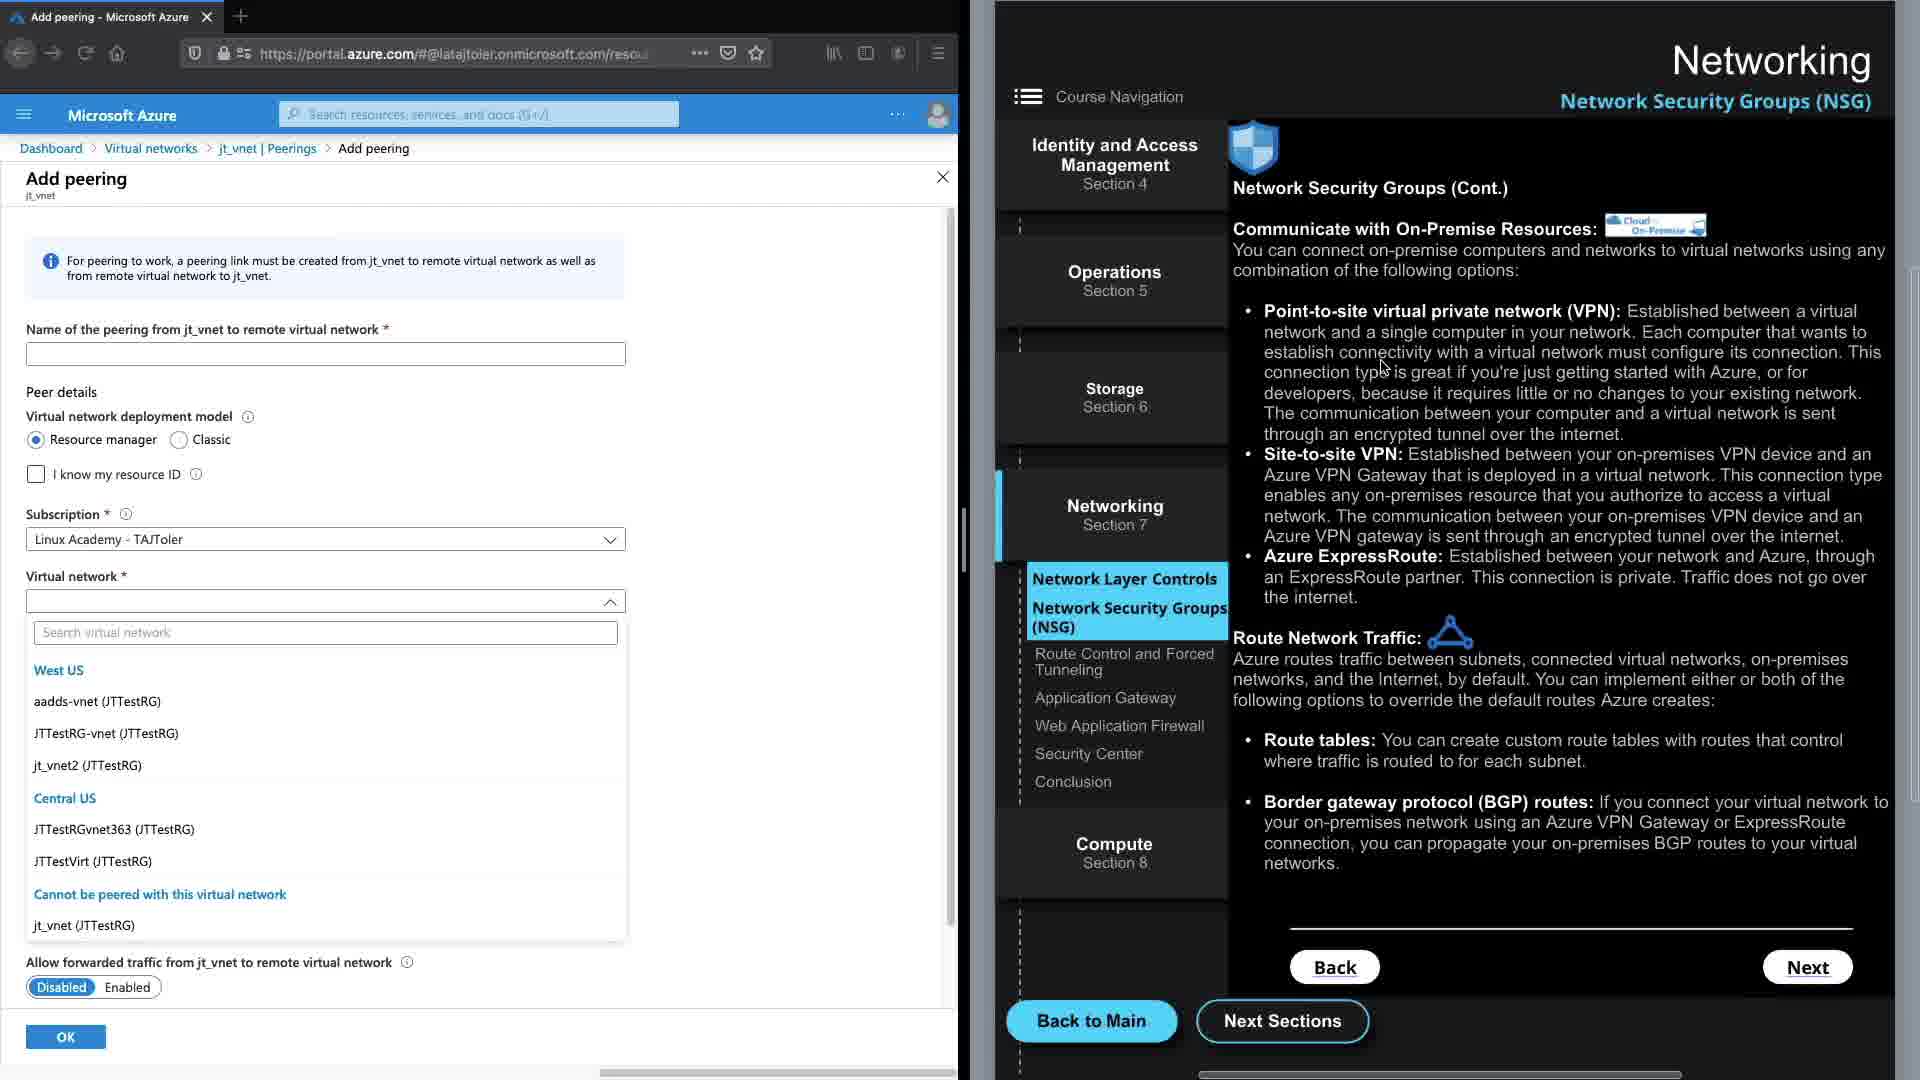 Add peering - Microsoft Azure
https://portal.azure.com/#@latajtoler.onmicrosoft.com/resou
Microsoft Azure
Search resources, services, and docs (G+/)
Dashboard > Virtual networks > jt_vnet | Peerings > Add peering
Add peering
jt_vnet
For peering to work, a peering link must be created from jt_vnet to remote virtual network as well as
from remote virtual network to jt_vnet.
Name of the peering from jt_vnet to remote virtual network *
Peer details
Virtual network deployment model
Resource manager
Classic
I know my resource ID
Subscription *
Linux Academy - TAJToler
Virtual network *
Search virtual network
West US
aadds-vnet (JTTestRG)
JTTestRG-vnet (JTTestRG)
jt_vnet2 (JTTestRG)
Central US
JTTestRGvnet363 (JTTestRG)
JTTestVirt (JTTestRG)
Cannot be peered with this virtual network
jt_vnet (JTTestRG)
Allow forwarded traffic from jt_vnet to remote virtual network
Disabled
Enabled
OK
Networking
Course Navigation
Network Security Groups (NSG)
Identity and Access
Management
Section 4
Operations
Section 5
Storage
Section 6
Networking
Section 7
Network Layer Controls
Network Security Groups
(NSG)
Route Control and Forced
Tunneling
Application Gateway
Web Application Firewall
Security Center
Conclusion
Compute
Section 8
Network Security Groups (Cont.)
Communicate with On-Premise Resources:
Cloud
On-Premise
You can connect on-premise computers and networks to virtual networks using any
combination of the following options:
• Point-to-site virtual private network (VPN): Established between a virtual
network and a single computer in your network. Each computer that wants to
establish connectivity with a virtual network must configure its connection. This
connection type is great if you're just getting started with Azure, or for
developers, because it requires little or no changes to your existing network.
The communication between your computer and a virtual network is sent
through an encrypted tunnel over the internet.
• Site-to-site VPN: Established between your on-premises VPN device and an
Azure VPN Gateway that is deployed in a virtual network. This connection type
enables any on-premises resource that you authorize to access a virtual
network. The communication between your on-premises VPN device and an
Azure VPN gateway is sent through an encrypted tunnel over the internet.
• Azure ExpressRoute: Established between your network and Azure, through
an ExpressRoute partner. This connection is private. Traffic does not go over
the internet.
Route Network Traffic:
Azure routes traffic between subnets, connected virtual networks, on-premises
networks, and the Internet, by default. You can implement either or both of the
following options to override the default routes Azure creates:
• Route tables: You can create custom route tables with routes that control
where traffic is routed to for each subnet.
• Border gateway protocol (BGP) routes: If you connect your virtual network to
your on-premises network using an Azure VPN Gateway or ExpressRoute
connection, you can propagate your on-premises BGP routes to your virtual
networks.
Back
Next
Back to Main
Next Sections